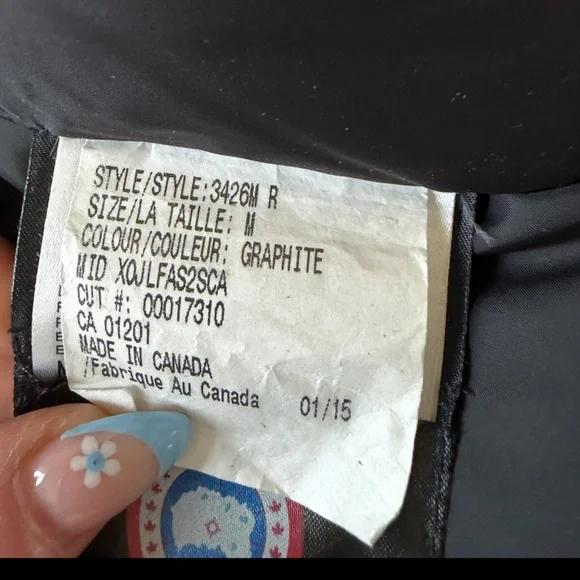 STYLE/STYLE:3426M R
SIZE/LA TAILLE: M
COLOUR/COULEUR: GRAPHITE
MID XOJLFAS2SCA
CUT #: 00017310
CA 01201
MADE IN CANADA
/Fabrique Au Canada 01/15